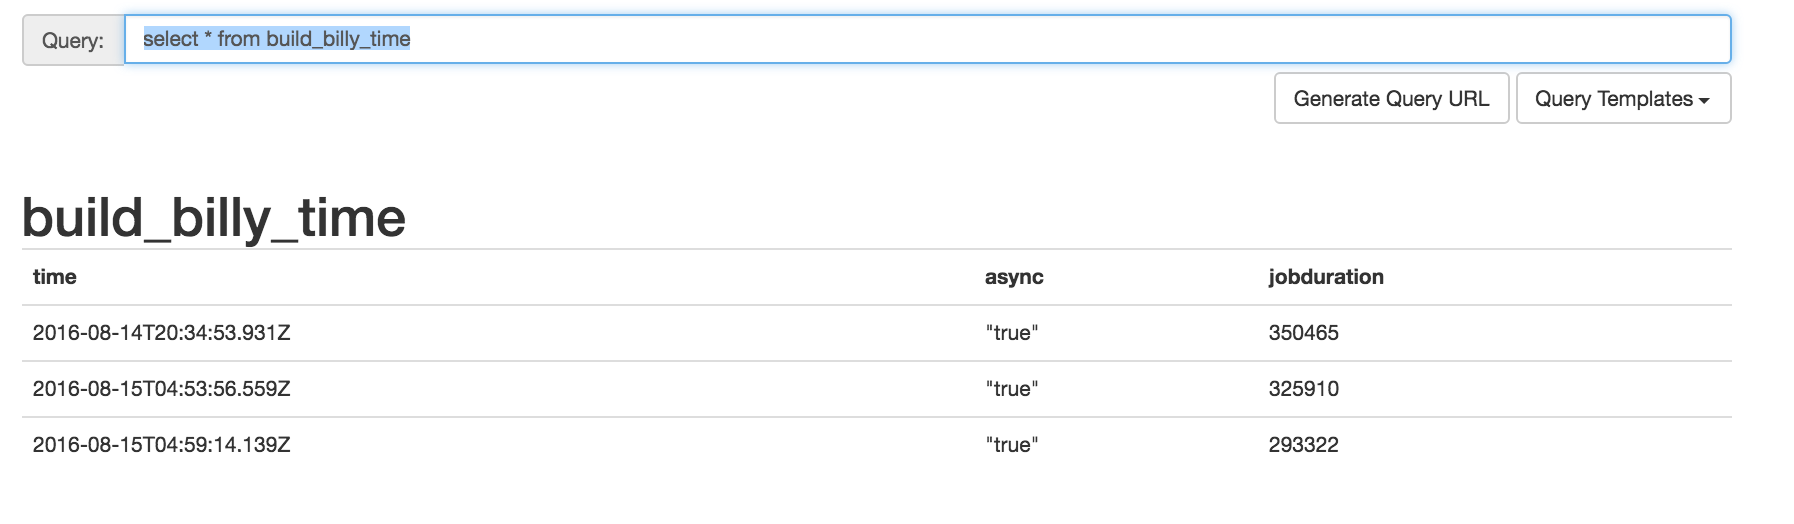 Query: select * from build_billy_time
Generate Query URL Query Templates
build_billy_time
time async jobduration
2016-08-14T20:34:53.931Z "true" 350465
2016-08-15T04:53:56.559Z "true" 325910
2016-08-15T04:59:14.139Z "true" 293322